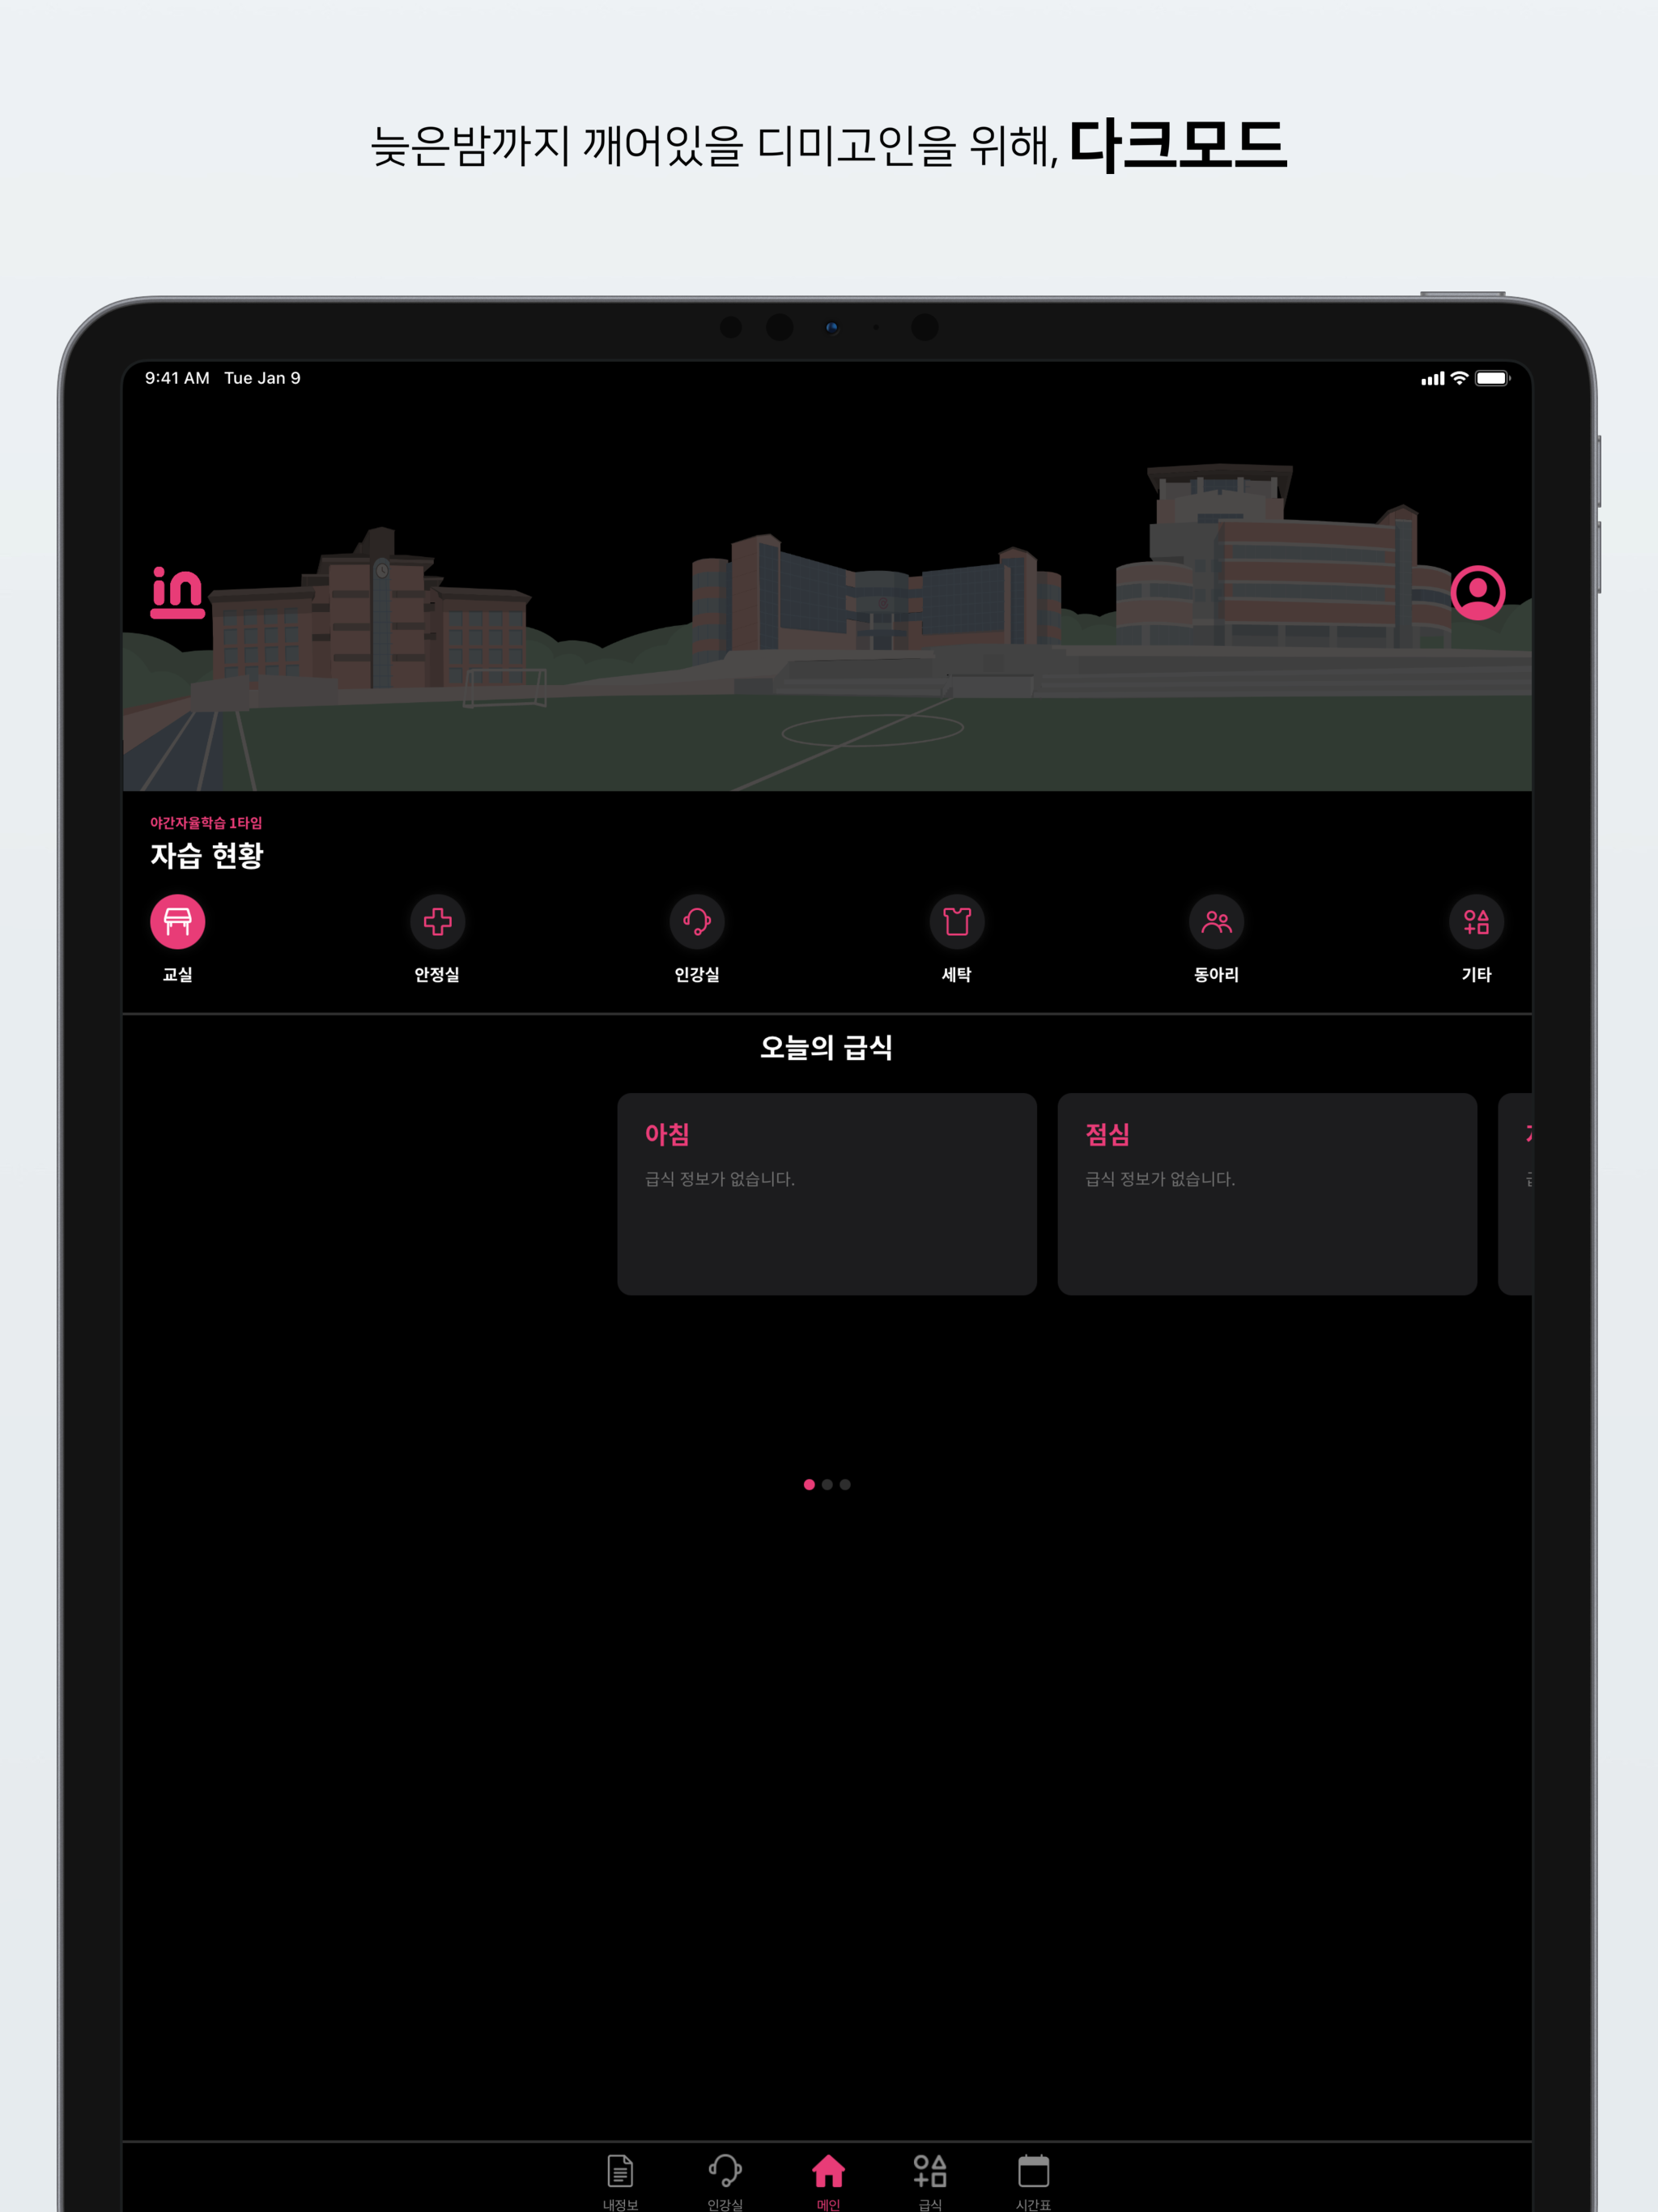 늦은밤까지 깨어있을 디미고인을 위해, 다크모드
9:41 AM Tue Jan 9
in
야간자율학습 1타임
자습 현황
교실 안정실 인강실 세탁 동아리 기타
오늘의 급식
아침 점심
급식 정보가 없습니다. 급식 정보가 없습니다.
내정보 인강실 메인 급식 시간표